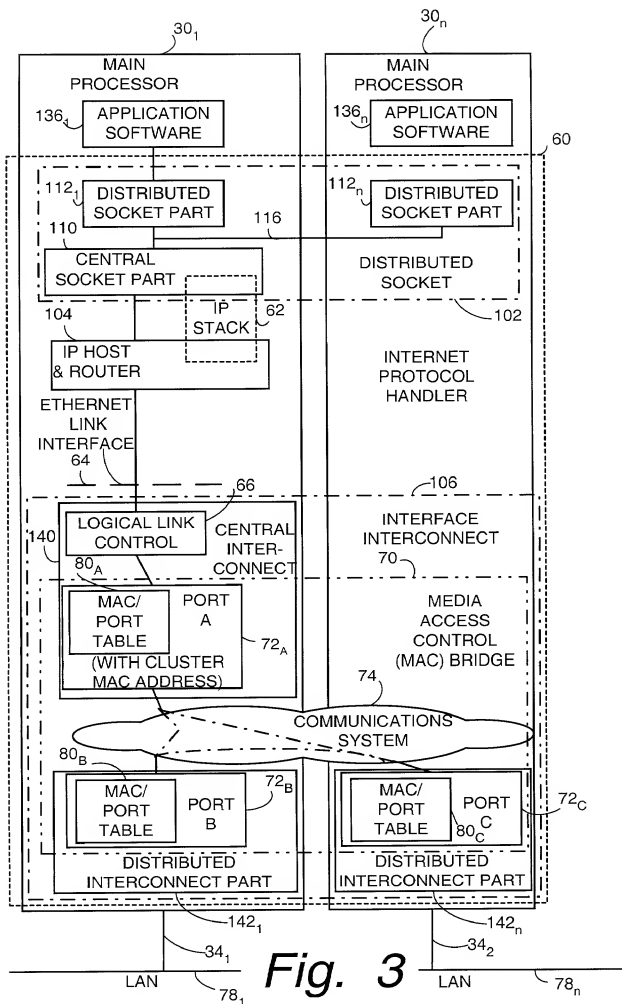 30₁
30ₙ
MAIN PROCESSOR
MAIN PROCESSOR
136₁
APPLICATION SOFTWARE
136ₙ
APPLICATION SOFTWARE
60
112₁
DISTRIBUTED SOCKET PART
112ₙ
DISTRIBUTED SOCKET PART
110
116
CENTRAL SOCKET PART
DISTRIBUTED SOCKET
104
IP STACK
62
102
IP HOST & ROUTER
INTERNET PROTOCOL HANDLER
ETHERNET LINK INTERFACE
64
66
106
140
LOGICAL LINK CONTROL
CENTRAL INTER-CONNECT
INTERFACE INTERCONNECT
80A
70
MAC/ PORT TABLE
PORT A
72A
(WITH CLUSTER MAC ADDRESS)
MEDIA ACCESS CONTROL (MAC) BRIDGE
74
COMMUNICATIONS SYSTEM
80B
MAC/ PORT TABLE
PORT B
72B
MAC/ PORT TABLE
PORT C
80C
72C
DISTRIBUTED INTERCONNECT PART
DISTRIBUTED INTERCONNECT PART
142₁
142ₙ
34₁
34₂
LAN
78₁
Fig. 3
LAN
78ₙ